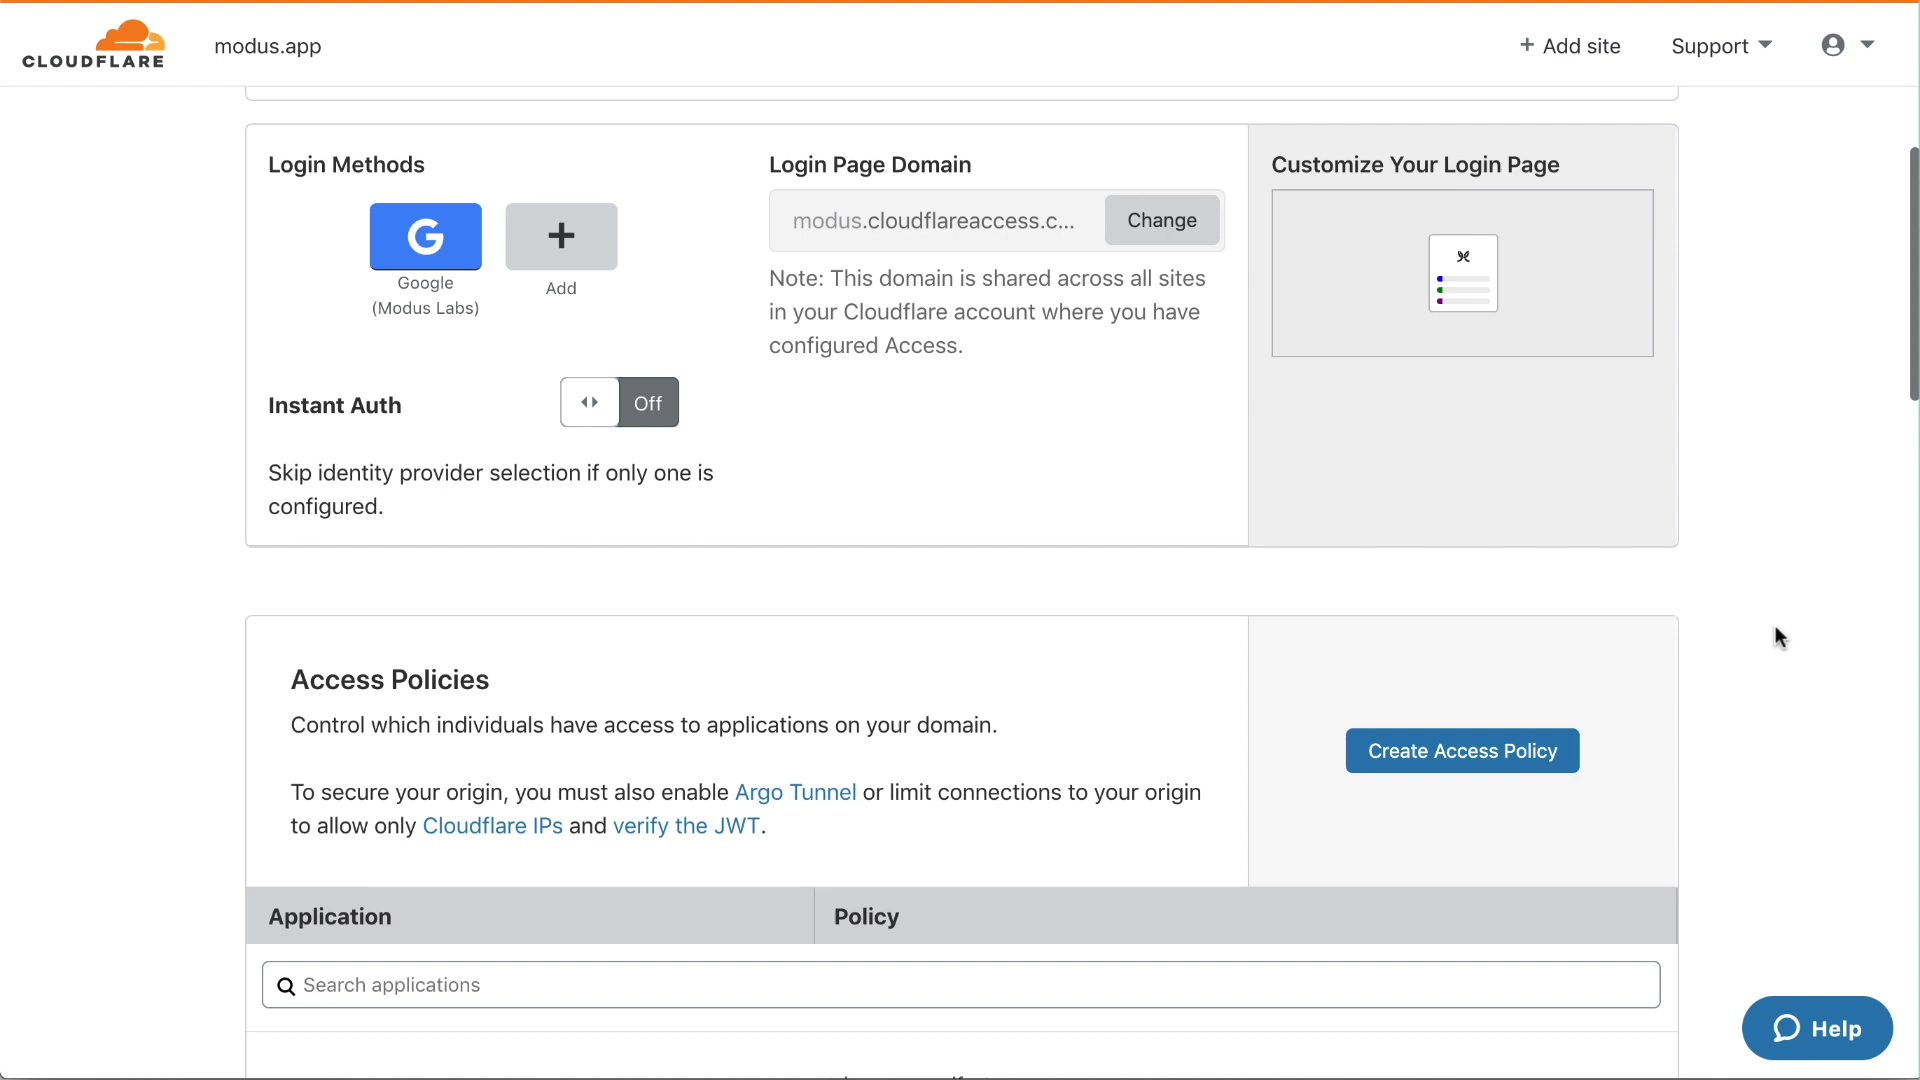 CLOUDFLARE
modus.app
+ Add site
Support
Login Methods
G
Google
(Modus Labs)
+
Add
Instant Auth
Off
Skip identity provider selection if only one is
configured.
Login Page Domain
modus.cloudflareaccess.c...
Change
Note: This domain is shared across all sites
in your Cloudflare account where you have
configured Access.
Customize Your Login Page
Access Policies
Control which individuals have access to applications on your domain.
To secure your origin, you must also enable Argo Tunnel or limit connections to your origin
to allow only Cloudflare IPs and verify the JWT.
Create Access Policy
Application
Policy
Search applications
Help